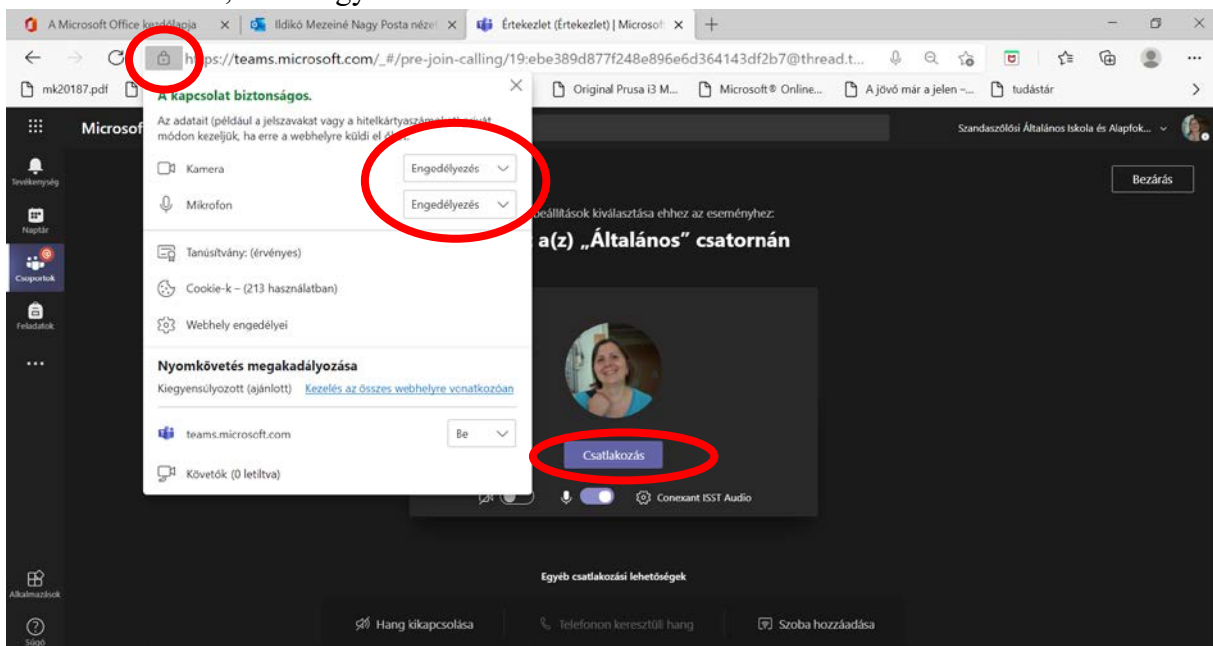 A Microsoft Office kezdőlapja
Ildikó Mezeiné Nagy Posta nézet
Értekezlet (Értekezlet) | Microsof
https://teams.microsoft.com/_#/pre-join-calling/19:ebe389d877f248e896e6d364143df2b7@thread.t...
mk20187.pdf
Original Prusa i3 M...
Microsoft® Online...
A jövő már a jelen –...
tudástár
A kapcsolat biztonságos.
Az adatait (például a jelszavakat vagy a
módon kezeljük, ha erre a webhelyre küldi el
Kamera
Engedélyezés
Mikrofon
Engedélyezés
Tanúsítvány: (érvényes)
Cookie-k – (213 használatban)
Webhely engedélyei
Nyomkövetés megakadályozása
Kiegyensúlyozott (ajánlott) Kezelés az összes webhelyre vonatkozóan
teams.microsoft.com
Be
Követők (0 letiltva)
Microsof
Szandaszőlősi Általános Iskola és Alapfok...
Tevékenység
Naptár
Csoportok
Feladatok
Alkalmazások
Súgó
Bezárás
beállítások kiválasztása ehhez az eseményhez:
a(z) „Általános” csatornán
Csatlakozás
Conexant ISST Audio
Egyéb csatlakozási lehetőségek
Hang kikapcsolása
Telefonon keresztüli hang
Szoba hozzáadása